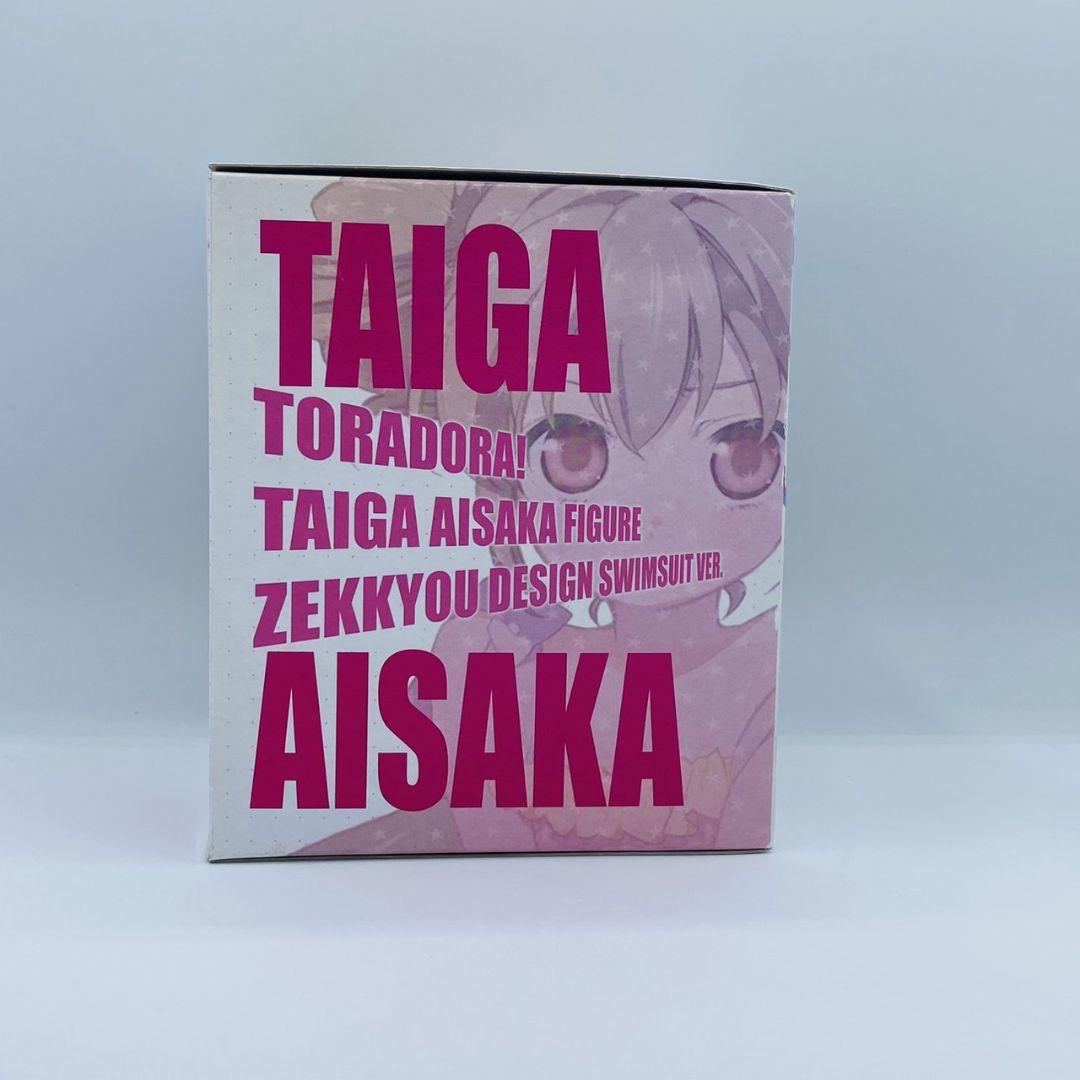 TAIGA
TORADORA!
TAIGA AISAKA FIGURE
ZEKKYOU DESIGN SWIMSUIT VER.
AISAKA